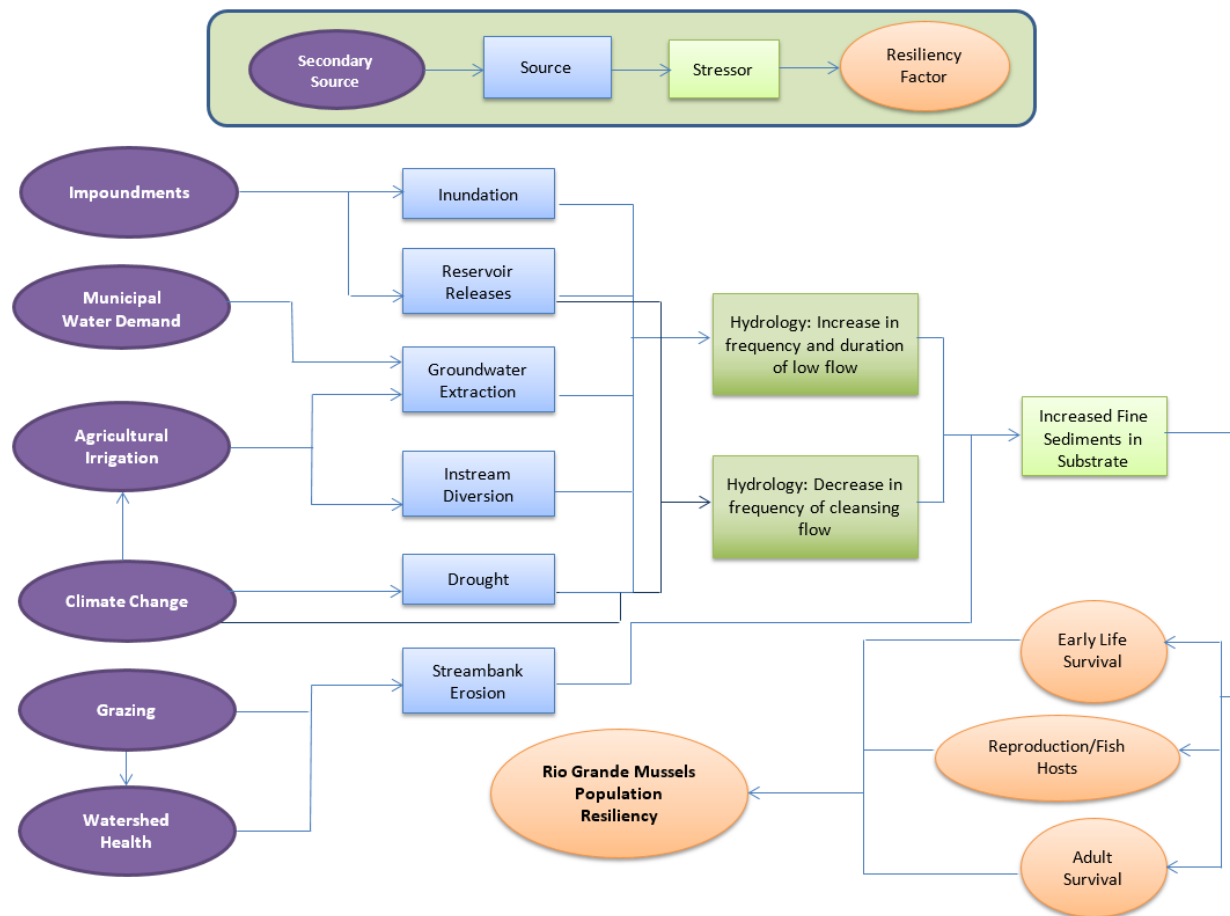 Secondary
Source
Source
Stressor
Resiliency
Factor
Impoundments
Inundation
Reservoir
Releases
Municipal
Water Demand
Hydrology: Increase in
frequency and duration
of low flow
Groundwater
Extraction
Agricultural
Irrigation
Increased Fine
Sediments in
Substrate
Instream
Diversion
Hydrology: Decrease in
frequency of cleansing
flow
Drought
Climate Change
Early Life
Survival
Streambank
Erosion
Grazing
Reproduction/Fish
Hosts
Rio Grande Mussels
Population
Resiliency
Watershed
Health
Adult
Survival